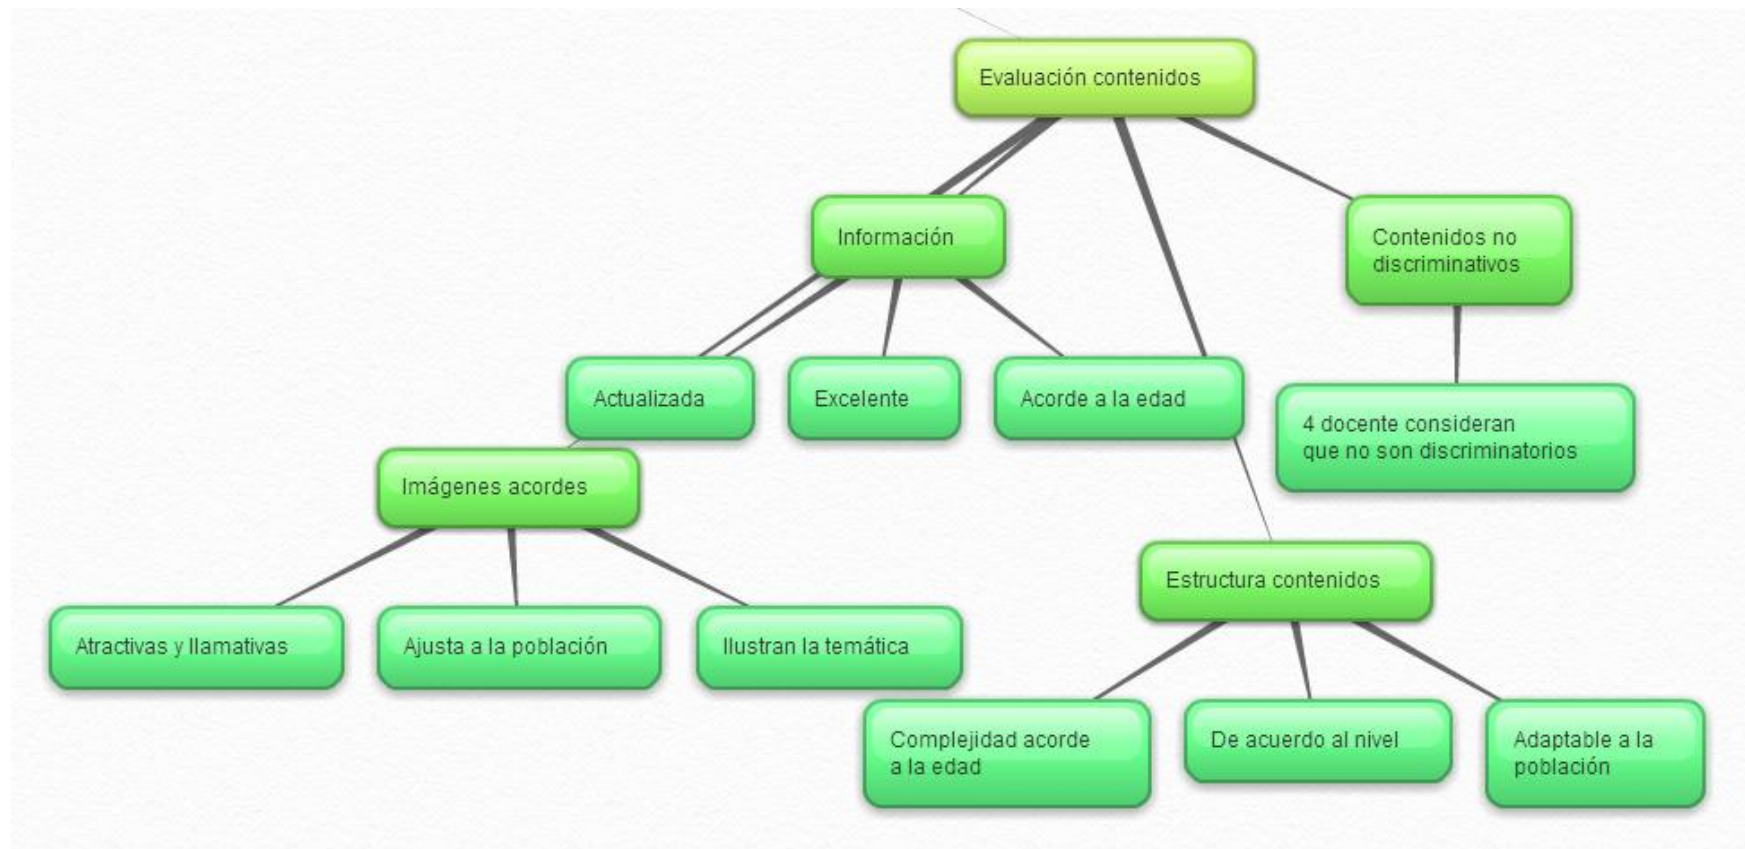 Evaluación contenidos
Información
Contenidos no
discriminativos
Actualizada
Excelente
Acorde a la edad
4 docente consideran
que no son discriminatorios
Imágenes acordes
Estructura contenidos
Atractivas y llamativas
Ajusta a la población
Ilustran la temática
Complejidad acorde
a la edad
De acuerdo al nivel
Adaptable a la
población